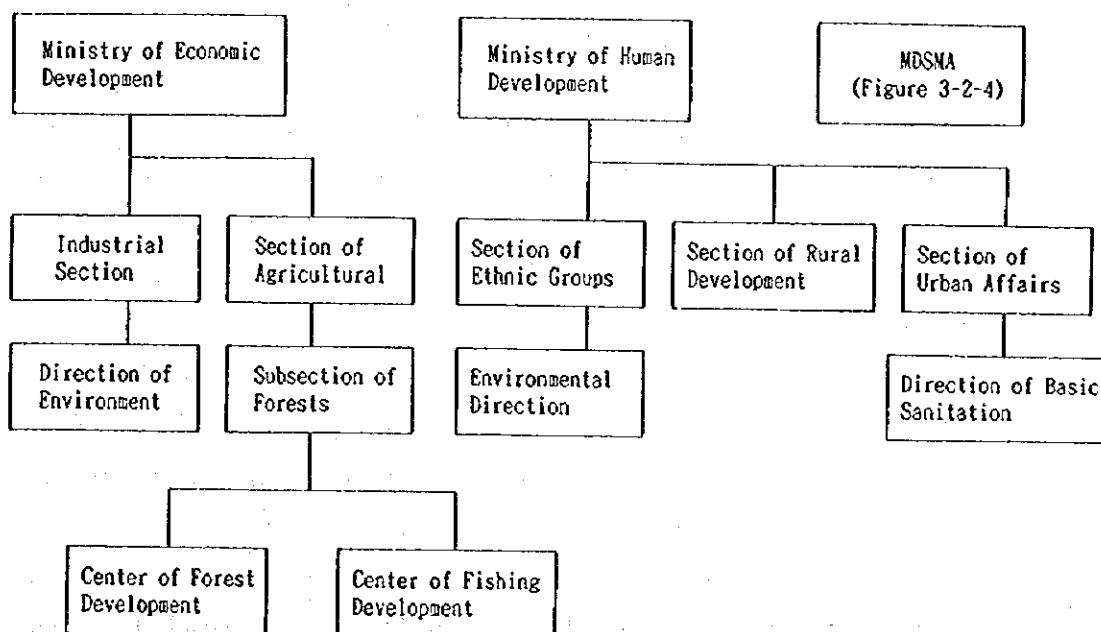 Ministry of Economic
Development
Ministry of Human
Development
MDSMA
(Figure 3-2-4)
Industrial
Section
Section of
Agricultural
Section of
Ethnic Groups
Section of Rural
Development
Section of
Urban Affairs
Direction of
Environment
Subsection of
Forests
Environmental
Direction
Direction of Basic
Sanitation
Center of Forest
Development
Center of Fishing
Development